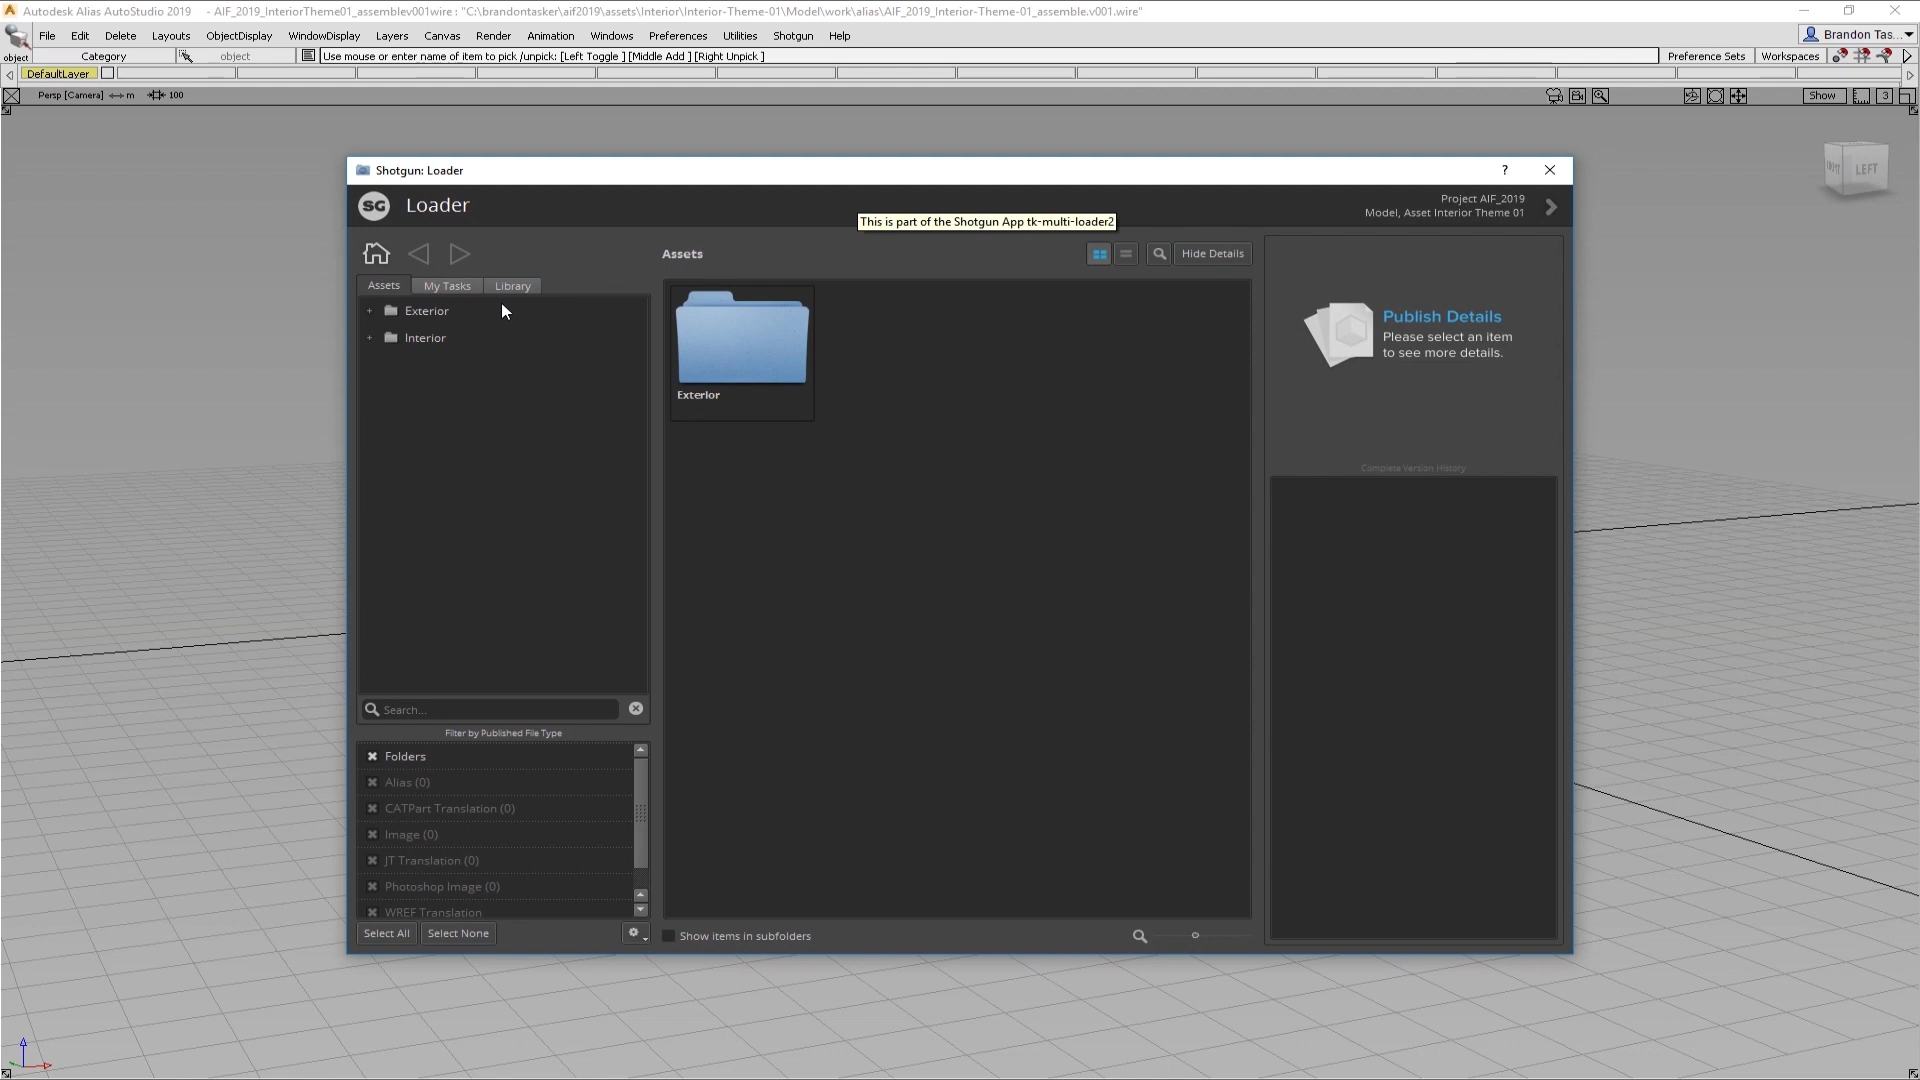 Autodesk Alias AutoStudio 2019 - AIF_2019_InteriorTheme01_assemblev001wire : "C:\brandontasker\aif2019\assets\Interior\Interior-Theme-01\Model\work\alias\AIF_2019_Interior-Theme-01_assemble.v001.wire"
File Edit Delete Layouts ObjectDisplay WindowDisplay Layers Canvas Render Animation Windows Preferences Utilities Shotgun Help
Brandon Tas...
object Category object Use mouse or enter name of item to pick /unpick: [Left Toggle ] [Middle Add ] [Right Unpick ] Preference Sets Workspaces
DefaultLayer
Persp [Camera] m 100 Show 3
LEFT
Shotgun: Loader ?
SG Loader
Project AIF_2019
Model, Asset Interior Theme 01
This is part of the Shotgun App tk-multi-loader2
Assets Hide Details
Assets My Tasks Library
Exterior
Interior
Exterior
Publish Details
Please select an item
to see more details.
Complete Version History
Search...
Filter by Published File Type
Folders
Alias (0)
CATPart Translation (0)
Image (0)
JT Translation (0)
Photoshop Image (0)
WREF Translation
Select All Select None
Show items in subfolders